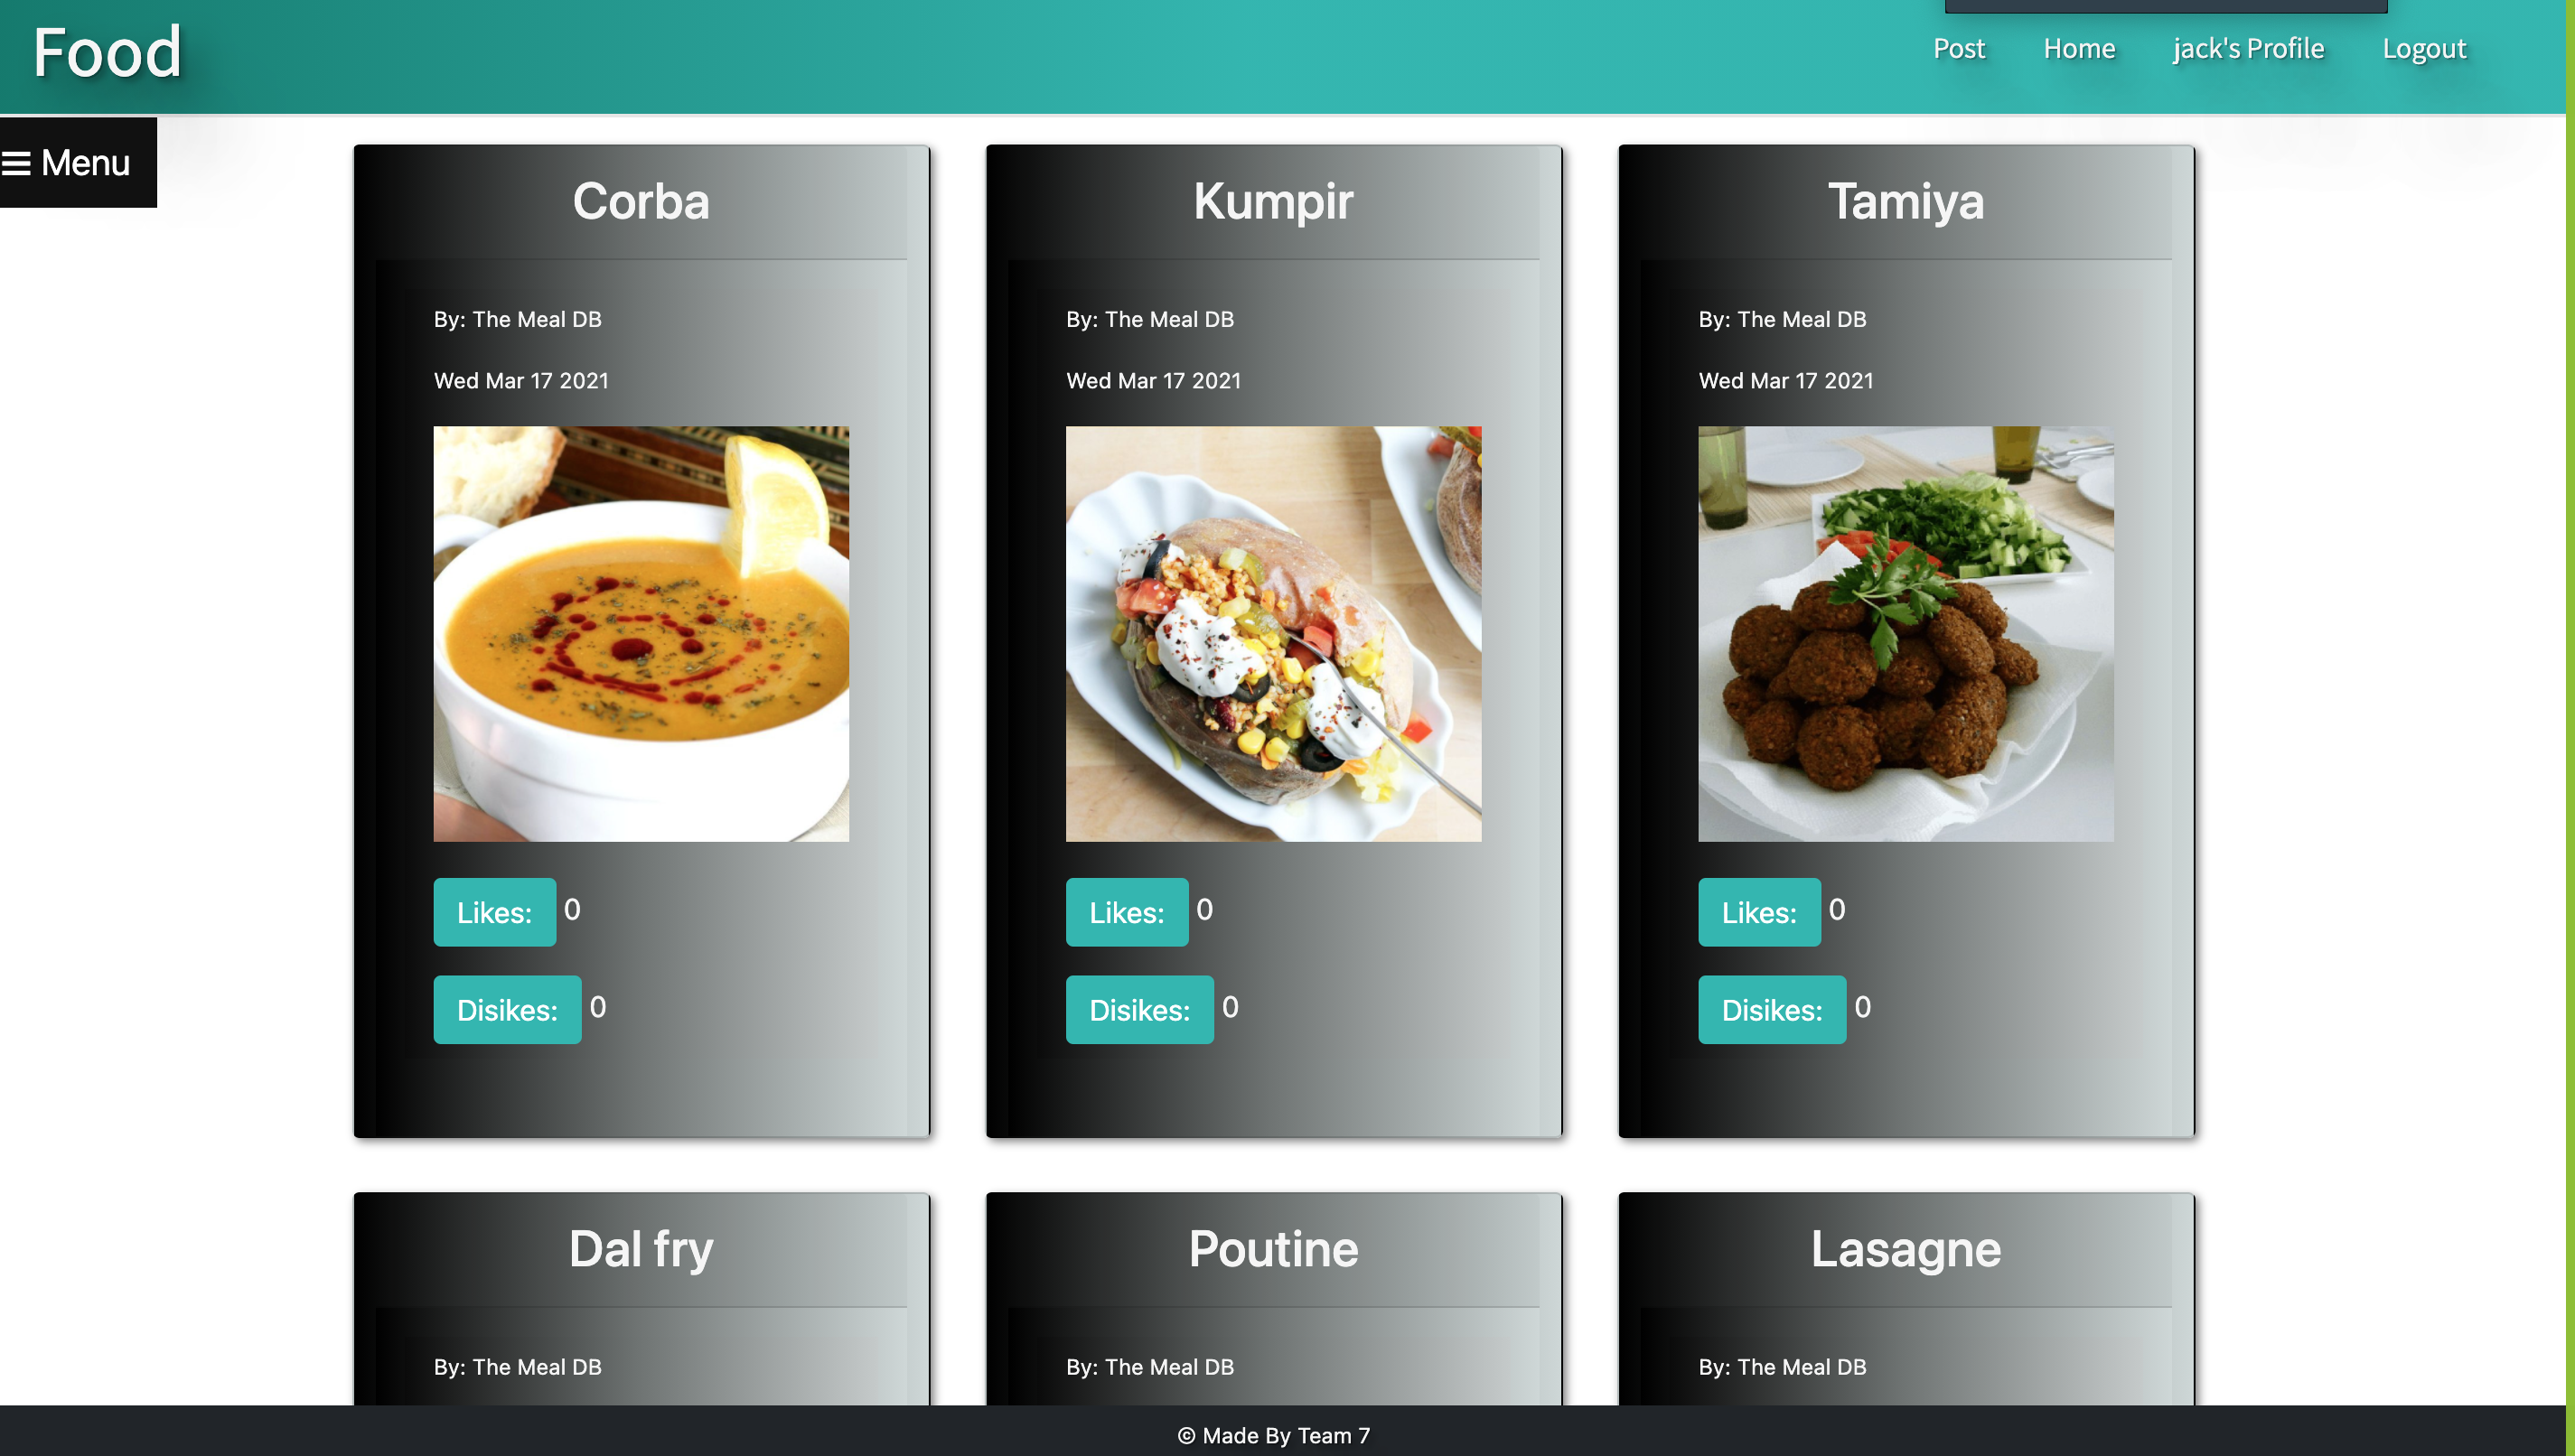 Food
Post Home jack's Profile Logout
Menu
Corba
By: The Meal DB
Wed Mar 17 2021
Likes: 0
Disikes: 0
Kumpir
By: The Meal DB
Wed Mar 17 2021
Likes: 0
Disikes: 0
Tamiya
By: The Meal DB
Wed Mar 17 2021
Likes: 0
Disikes: 0
Dal fry
By: The Meal DB
Poutine
By: The Meal DB
Lasagne
By: The Meal DB
© Made By Team 7